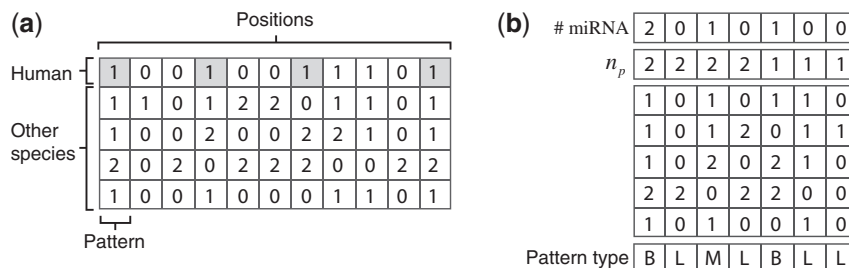 (a)
Positions
Human 1 0 0 1 0 0 1 1 1 0 1
Other species
1 1 0 1 2 2 0 1 1 0 1
1 0 0 2 0 0 2 2 1 0 1
2 0 2 0 2 2 2 0 0 2 2
1 0 0 1 0 0 0 1 1 0 1
Pattern
(b)
# miRNA 2 0 1 0 1 0 0
n_p 2 2 2 2 1 1 1
1 0 1 0 1 1 0
1 0 1 2 0 1 1
1 0 2 0 2 1 0
2 2 0 2 2 0 0
1 0 1 0 0 1 0
Pattern type B L M L B L L